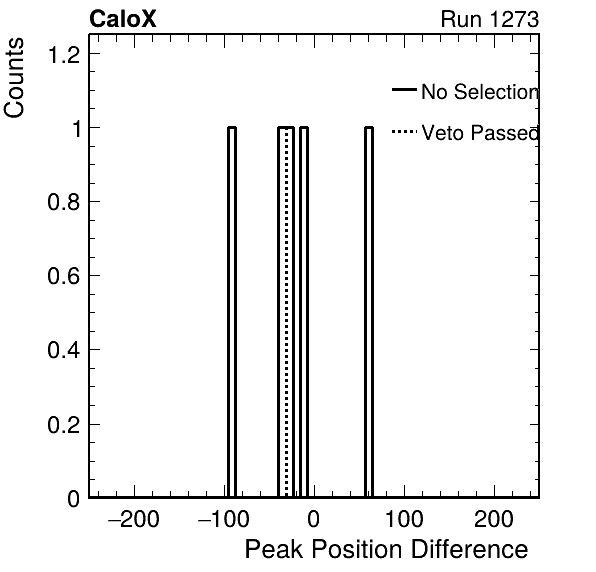 CaloX Run 1273
Counts
1.2
1
0.8
0.6
0.4
0.2
0
No Selection
Veto Passed
−200 −100 0 100 200
Peak Position Difference